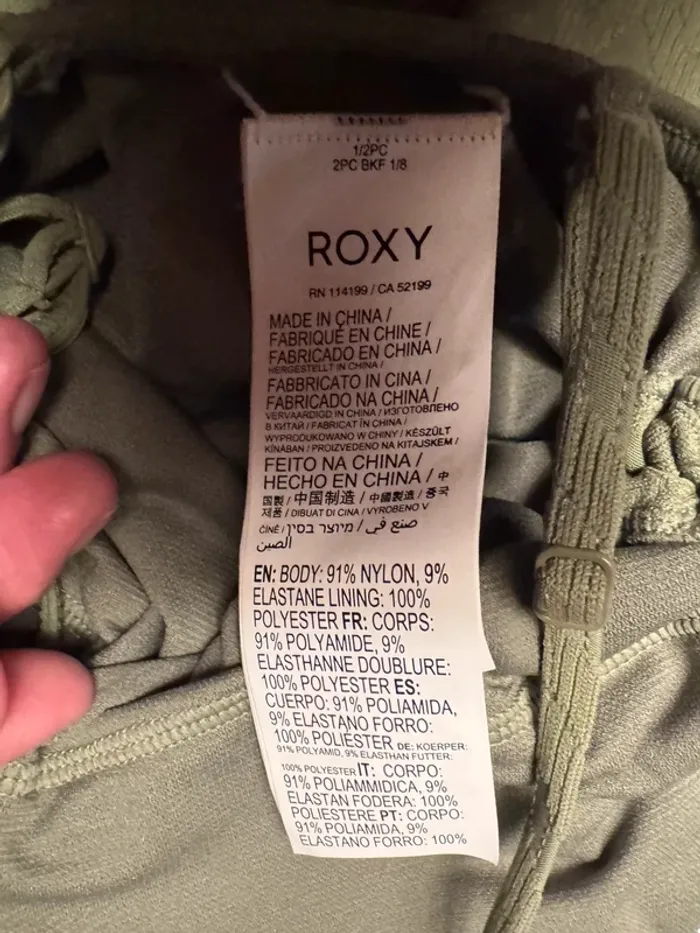 1/2PC
2PC BKF 1/8
ROXY
RN 114199 / CA 52199
MADE IN CHINA /
FABRIQUÉ EN CHINE /
FABRICADO EN CHINA /
HERGESTELLT IN CHINA /
FABBRICATO IN CINA /
FABRICADO NA CHINA /
VERVAARDIGD IN CHINA / ИЗГОТОВЛЕНО
В КИТАЙ / FABRICAT ÎN CHINA /
WYPRODUKOWANO W CHINY / KÉSZÜLT
KÍNÁBAN / PROIZVEDENO NA KITAJSKEM /
FEITO NA CHINA /
HECHO EN CHINA / 中
国製 / 中国制造 / 中國製造 / 중국
제품 / DIBUAT DI CINA / VYROBENO V
ČÍNĚ / מיוצר בסין / صنع في
الصين
EN: BODY: 91% NYLON, 9%
ELASTANE LINING: 100%
POLYESTER FR: CORPS:
91% POLYAMIDE, 9%
ELASTHANNE DOUBLURE:
100% POLYESTER ES:
CUERPO: 91% POLIAMIDA,
9% ELASTANO FORRO:
100% POLIÉSTER DE: KOERPER:
91% POLYAMID, 9% ELASTHAN FUTTER:
100% POLYESTER IT: CORPO:
91% POLIAMMIDICA, 9%
ELASTAN FODERA: 100%
POLIESTERE PT: CORPO:
91% POLIAMIDA, 9%
ELASTANO FORRO: 100%